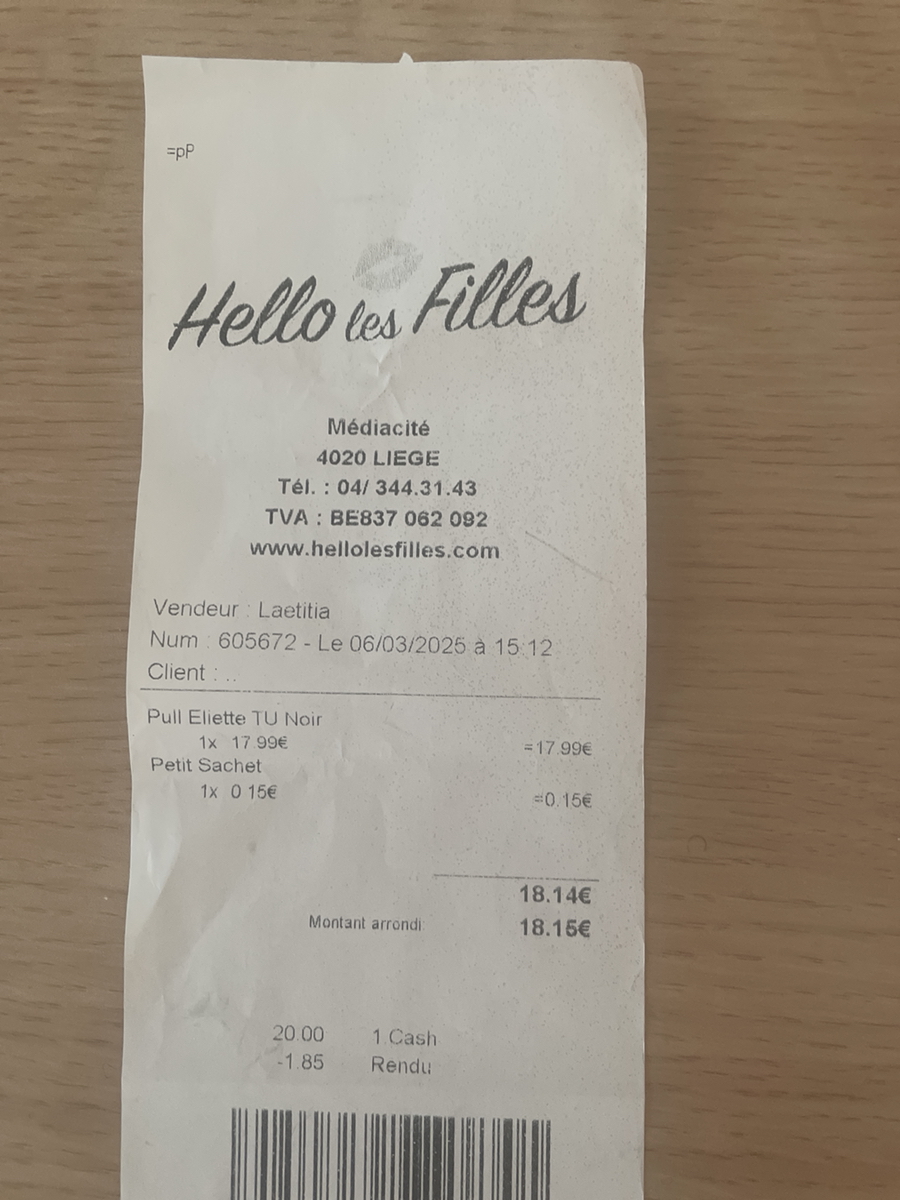 =pP
Hello les Filles
Médiacité
4020 LIEGE
Tél. : 04/ 344.31.43
TVA : BE837 062 092
www.hellolesfilles.com
Vendeur : Laetitia
Num : 605672 - Le 06/03/2025 à 15:12
Client : ..
Pull Eliette TU Noir
1x 17.99€ =17.99€
Petit Sachet
1x 0.15€ =0.15€
18.14€
Montant arrondi 18.15€
20.00 1.Cash
-1.85 Rendu